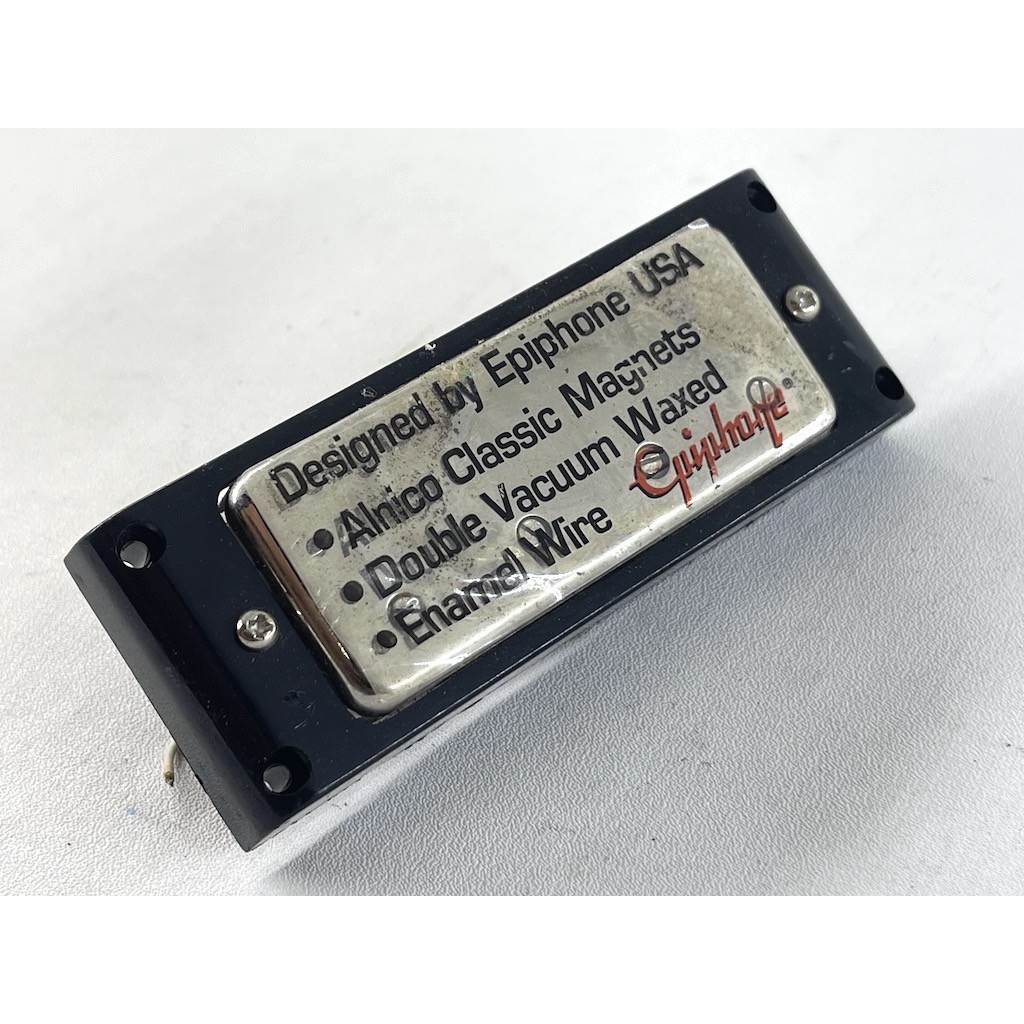 Designed by Epiphone USA
• Alnico Classic Magnets
• Double Vacuum Waxed
• Enamel Wire
Epiphone®